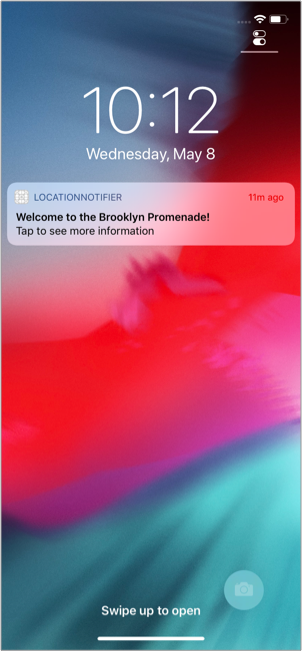 10:12
Wednesday, May 8
LOCATIONNOTIFIER 11m ago
Welcome to the Brooklyn Promenade!
Tap to see more information
Swipe up to open